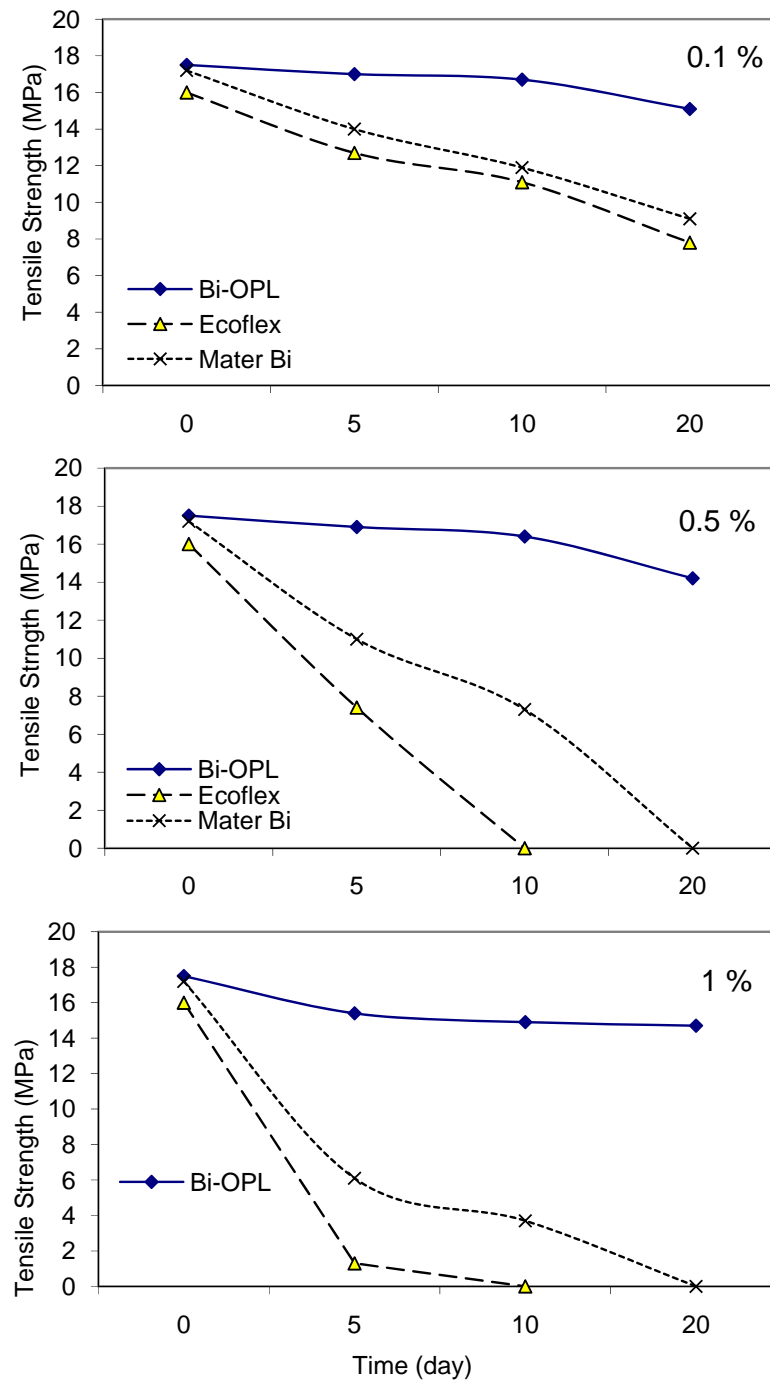 20
18
16
14
12
10
8
6
4
2
0
Tensile Strength (MPa)
0.1 %
Bi-OPL
Ecoflex
Mater Bi
0 5 10 20
20
18
16
14
12
10
8
6
4
2
0
Tensile Strngth (MPa)
0.5 %
Bi-OPL
Ecoflex
Mater Bi
0 5 10 20
20
18
16
14
12
10
8
6
4
2
0
Tensile Strength (MPa)
1 %
Bi-OPL
0 5 10 20
Time (day)